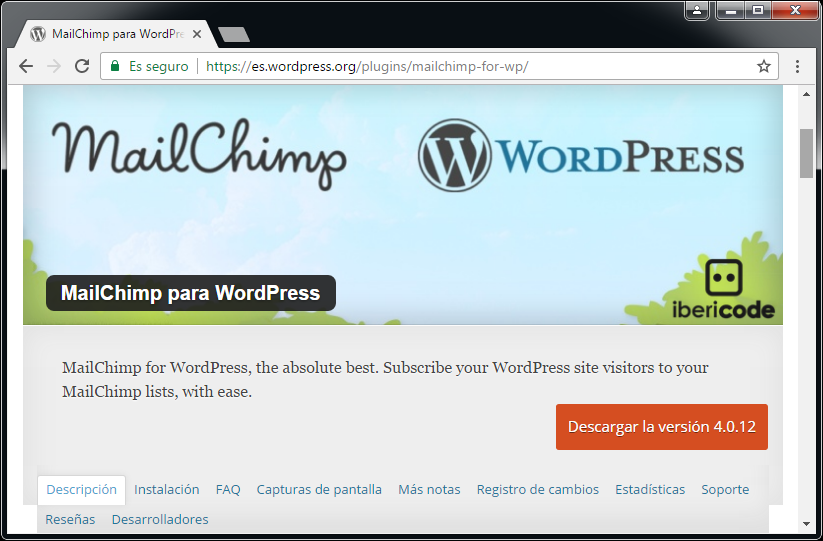 MailChimp para WordPre
Es seguro https://es.wordpress.org/plugins/mailchimp-for-wp/
MailChimp WORDPRESS
ibericode
MailChimp para WordPress
MailChimp for WordPress, the absolute best. Subscribe your WordPress site visitors to your
MailChimp lists, with ease.
Descargar la versión 4.0.12
Descripción Instalación FAQ Capturas de pantalla Más notas Registro de cambios Estadísticas Soporte
Reseñas Desarrolladores